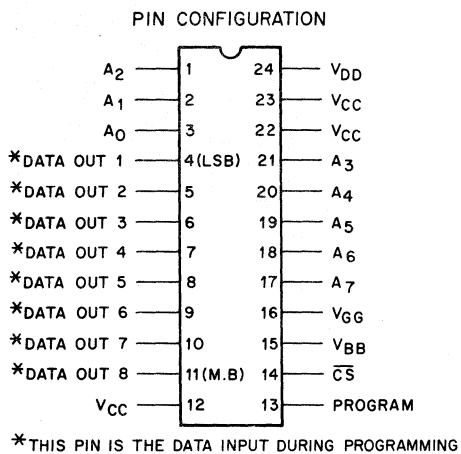 PIN CONFIGURATION
A2 1 24 VDD
A1 2 23 VCC
A0 3 22 VCC
*DATA OUT 1 4(LSB) 21 A3
*DATA OUT 2 5 20 A4
*DATA OUT 3 6 19 A5
*DATA OUT 4 7 18 A6
*DATA OUT 5 8 17 A7
*DATA OUT 6 9 16 VGG
*DATA OUT 7 10 15 VBB
*DATA OUT 8 11(M.B) 14 C̅S̅
VCC 12 13 PROGRAM
*THIS PIN IS THE DATA INPUT DURING PROGRAMMING